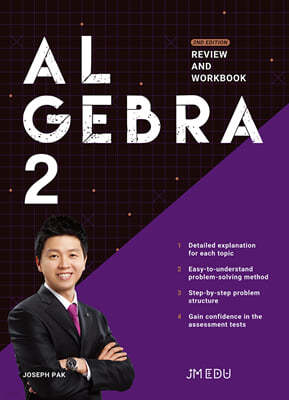 AL
GEBRA
2
2ND EDITION
REVIEW
AND
WORKBOOK
1 Detailed explanation
for each topic
2 Easy-to-understand
problem-solving method
3 Step-by-step problem
structure
4 Gain confidence in the
assessment tests
JOSEPH PAK
JM EDU